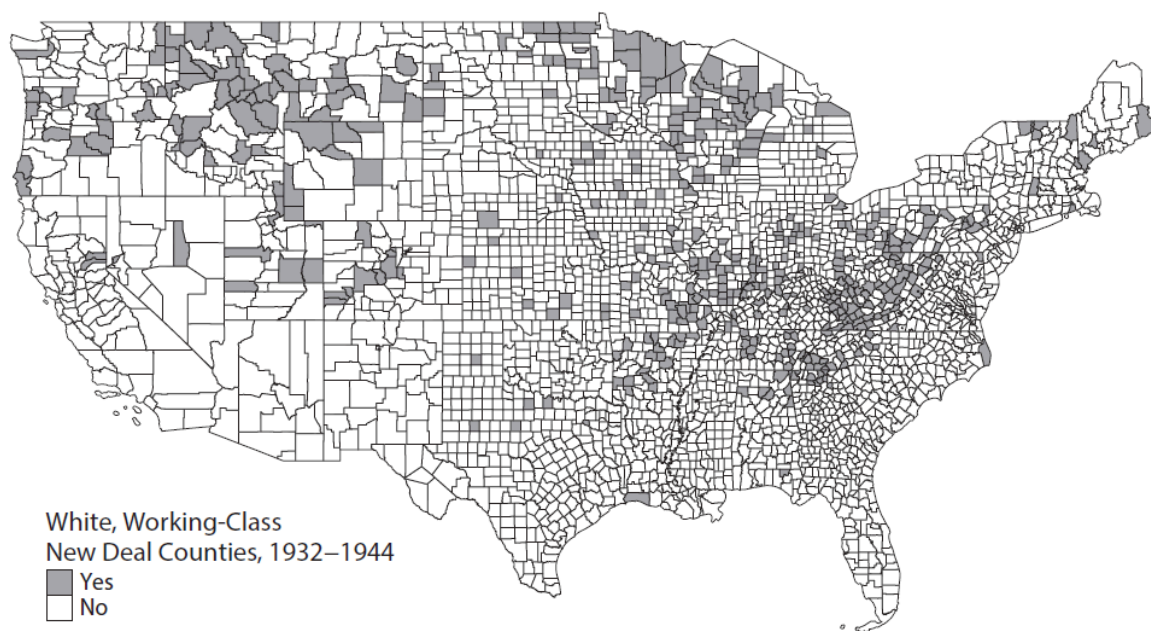 White, Working-Class
New Deal Counties, 1932–1944
Yes
No